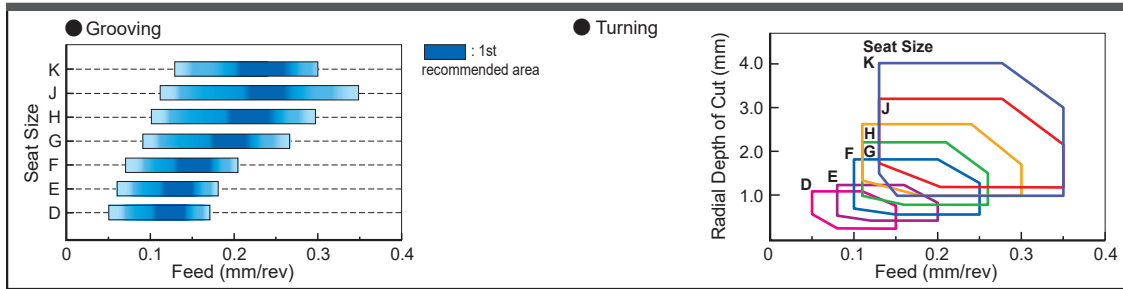 ● Grooving
: 1st
recommended area
K
J
H
G
F
E
D
Seat Size
0 0.1 0.2 0.3 0.4
Feed (mm/rev)
● Turning
Seat Size
K
J
H
G
F
E
D
4.0
3.0
2.0
1.0
Radial Depth of Cut (mm)
0 0.1 0.2 0.3 0.4
Feed (mm/rev)